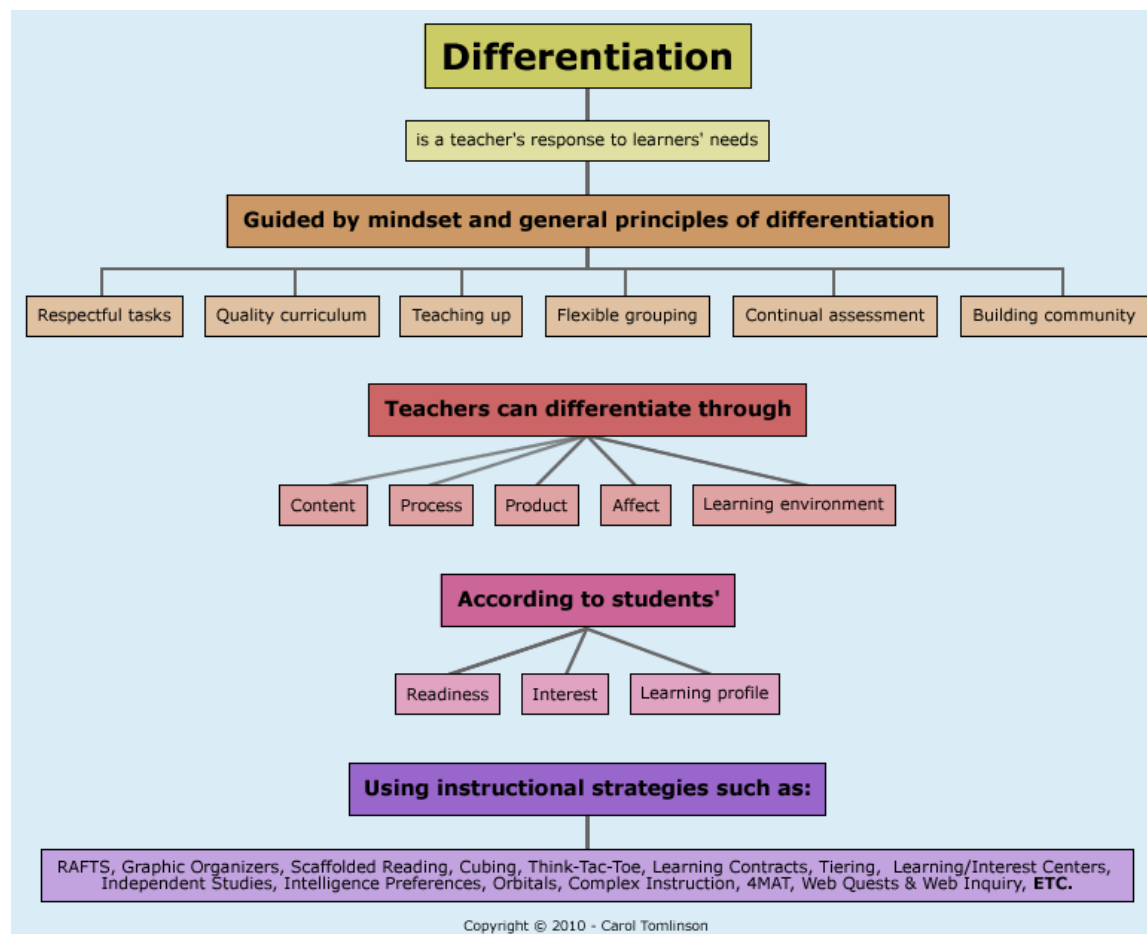 Differentiation
is a teacher's response to learners' needs
Guided by mindset and general principles of differentiation
Respectful tasks
Quality curriculum
Teaching up
Flexible grouping
Continual assessment
Building community
Teachers can differentiate through
Content
Process
Product
Affect
Learning environment
According to students'
Readiness
Interest
Learning profile
Using instructional strategies such as:
RAFTS, Graphic Organizers, Scaffolded Reading, Cubing, Think-Tac-Toe, Learning Contracts, Tiering, Learning/Interest Centers,
Independent Studies, Intelligence Preferences, Orbitals, Complex Instruction, 4MAT, Web Quests & Web Inquiry, ETC.
Copyright © 2010 - Carol Tomlinson